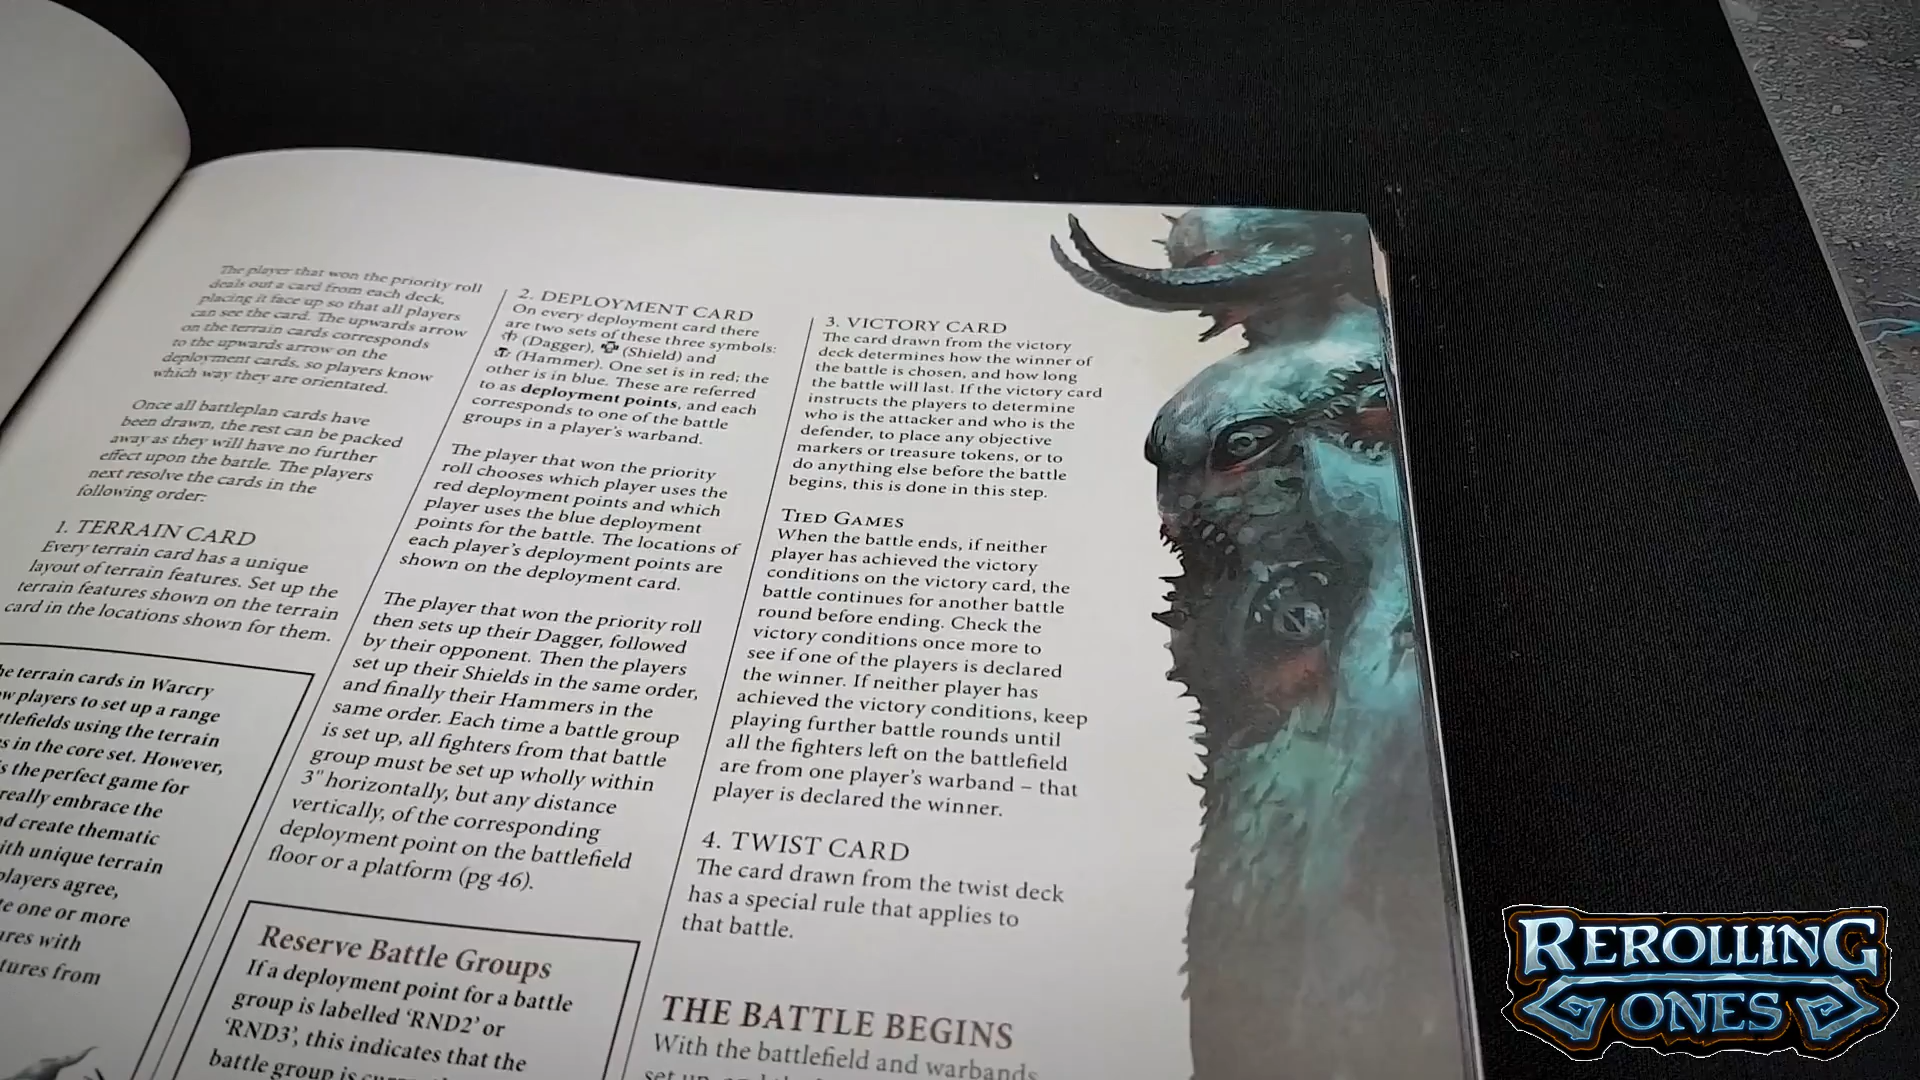 The player that won the priority roll
deals out a card from each deck,
placing it face up so that all players
can see the card. The upwards arrow
on the terrain cards corresponds
to the upwards arrow on the
deployment cards, so players know
which way they are orientated.
Once all battleplan cards have
been drawn, the rest can be packed
away as they will have no further
effect upon the battle. The players
next resolve the cards in the
following order:
1. TERRAIN CARD
Every terrain card has a unique
layout of terrain features. Set up the
terrain features shown on the terrain
card in the locations shown for them.
terrain cards in Warcry
players to set up a range
using the terrain
in the core set. However,
the perfect game for
really embrace the
create thematic
unique terrain
players agree,
one or more
with
from
2. DEPLOYMENT CARD
On every deployment card there
are two sets of these three symbols:
(Dagger), (Shield) and
(Hammer). One set is in red; the
other is in blue. These are referred
to as deployment points, and each
corresponds to one of the battle
groups in a player's warband.
The player that won the priority
roll chooses which player uses the
red deployment points and which
player uses the blue deployment
points for the battle. The locations of
each player's deployment points are
shown on the deployment card.
The player that won the priority roll
then sets up their Dagger, followed
by their opponent. Then the players
set up their Shields in the same order,
and finally their Hammers in the
same order. Each time a battle group
is set up, all fighters from that battle
group must be set up wholly within
3" horizontally, but any distance
vertically, of the corresponding
deployment point on the battlefield
floor or a platform (pg 46).
Reserve Battle Groups
If a deployment point for a battle
group is labelled 'RND2' or
'RND3', this indicates that the
battle group is
3. VICTORY CARD
The card drawn from the victory
deck determines how the winner of
the battle is chosen, and how long
the battle will last. If the victory card
instructs the players to determine
who is the attacker and who is the
defender, to place any objective
markers or treasure tokens, or to
do anything else before the battle
begins, this is done in this step.
TIED GAMES
When the battle ends, if neither
player has achieved the victory
conditions on the victory card, the
battle continues for another battle
round before ending. Check the
victory conditions once more to
see if one of the players is declared
the winner. If neither player has
achieved the victory conditions, keep
playing further battle rounds until
all the fighters left on the battlefield
are from one player's warband – that
player is declared the winner.
4. TWIST CARD
The card drawn from the twist deck
has a special rule that applies to
that battle.
THE BATTLE BEGINS
With the battlefield and warbands
REROLLING
ONES